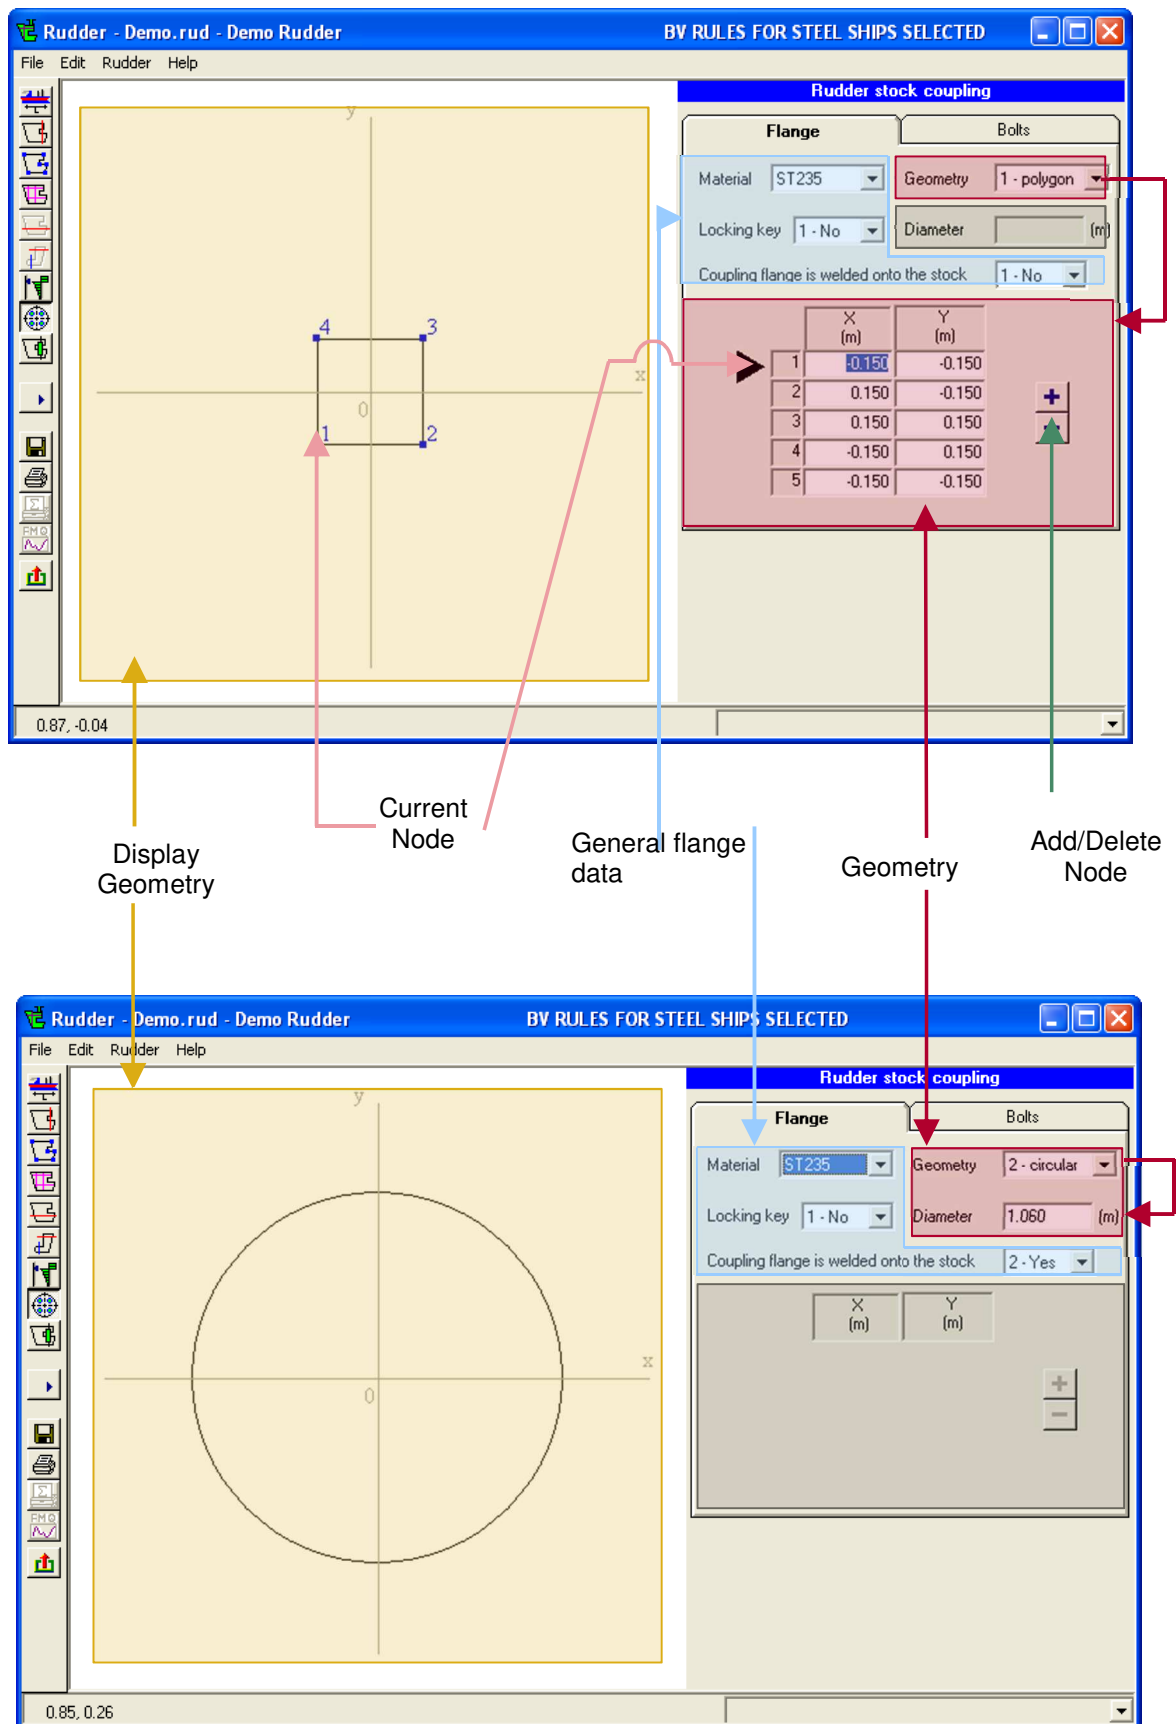 Rudder - Demo.rud - Demo Rudder BV RULES FOR STEEL SHIPS SELECTED
File Edit Rudder Help
Rudder stock coupling
Flange Bolts
Material ST235 Geometry 1 - polygon
Locking key 1 - No Diameter (m)
Coupling flange is welded onto the stock 1 - No
X (m) Y (m)
1 -0.150 -0.150
2 0.150 -0.150
3 0.150 0.150
4 -0.150 0.150
5 -0.150 -0.150
+
y
4 3
x
0
1 2
Σ
FMQ
0.87, -0.04
Display
Geometry
Current
Node
General flange
data
Geometry
Add/Delete
Node
Rudder - Demo.rud - Demo Rudder BV RULES FOR STEEL SHIPS SELECTED
File Edit Rudder Help
Rudder stock coupling
Flange Bolts
Material ST235 Geometry 2 - circular
Locking key 1 - No Diameter 1.060 (m)
Coupling flange is welded onto the stock 2 - Yes
X (m) Y (m)
+
-
y
x
0
Σ
FMQ
0.85, 0.26